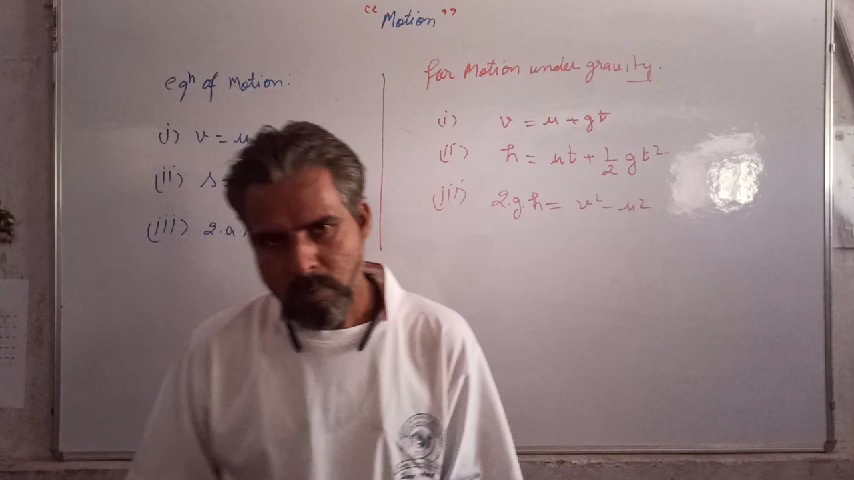 "Motion"
eqn of Motion:
(i) v = u
(ii) s =
(iii) 2.a
for Motion under gravity.
(i) v = u + gt
(ii) h = ut + 1/2 gt²
(iii) 2.g.h = v² - u²